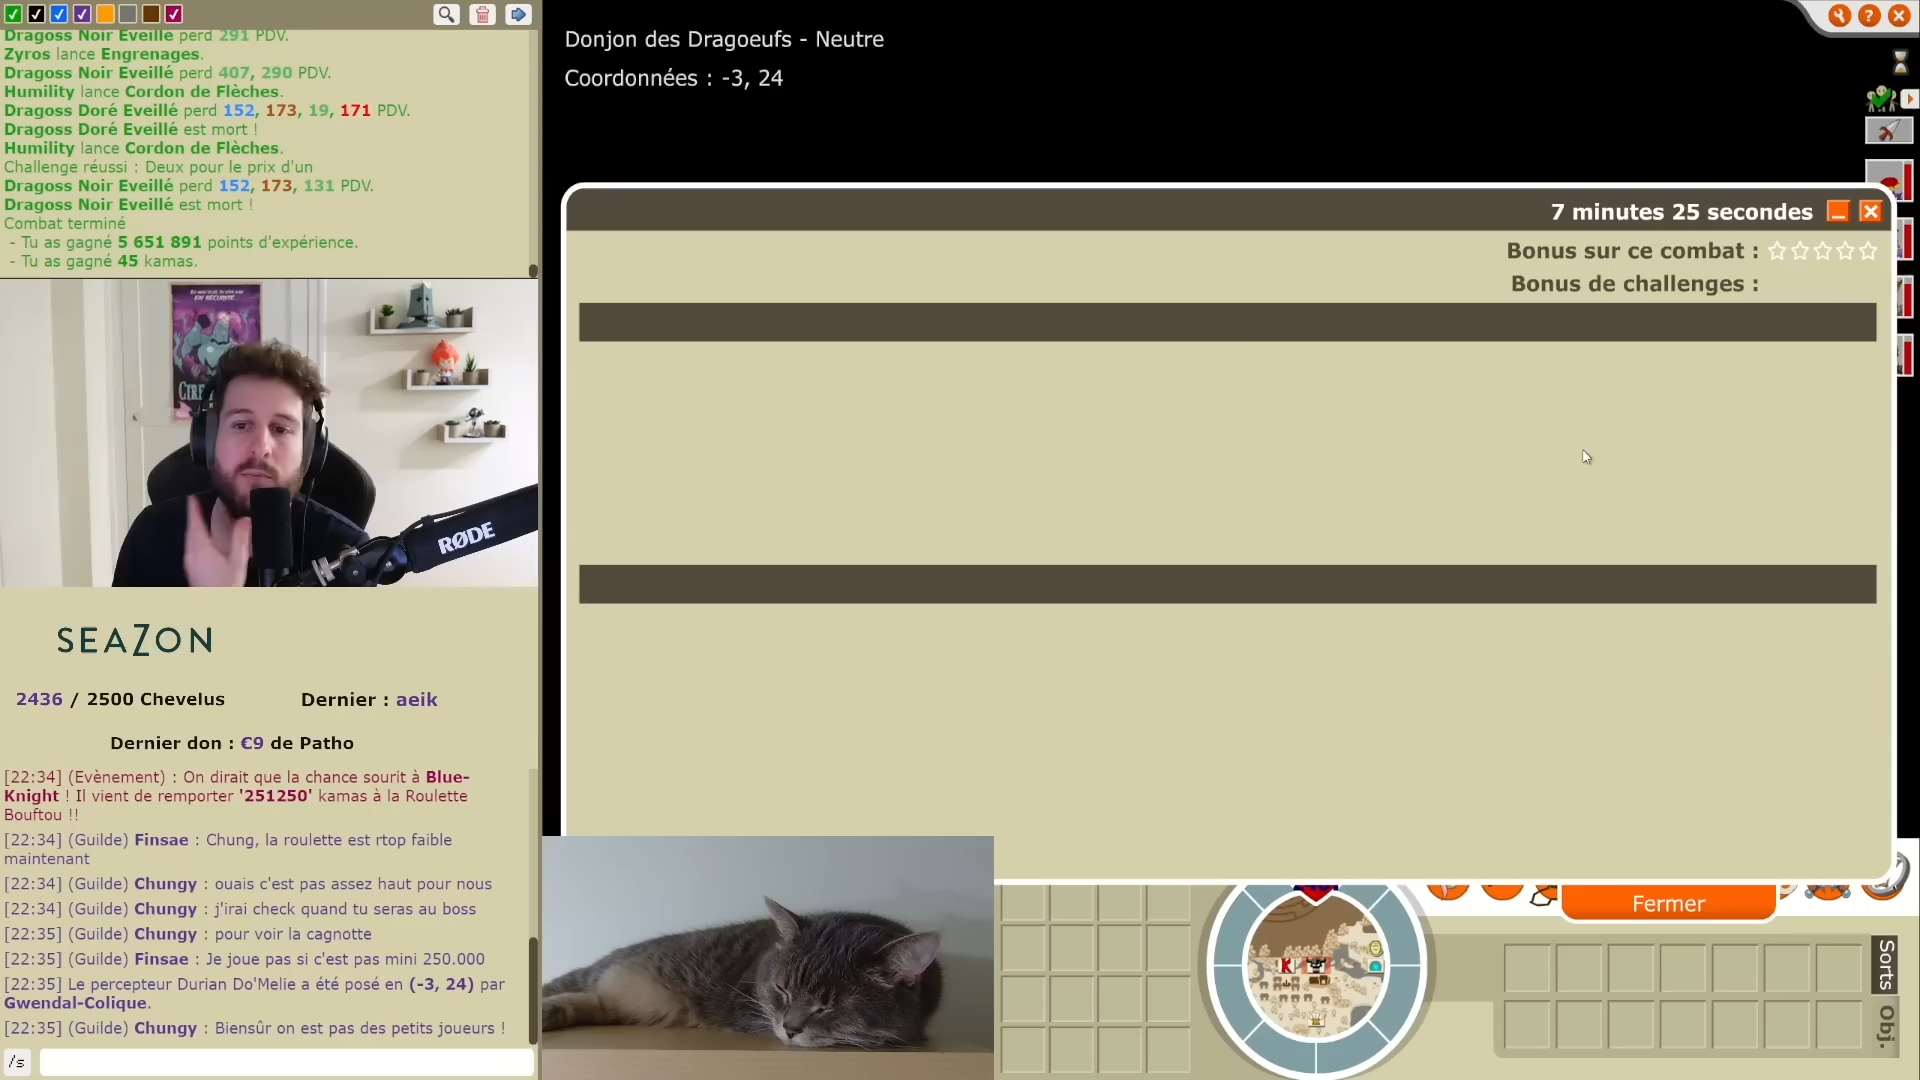 Dragoss Noir Eveillé perd 291 PDV.
Zyros lance Engrenages.
Dragoss Noir Eveillé perd 407, 290 PDV.
Humility lance Cordon de Flèches.
Dragoss Doré Eveillé perd 152, 173, 19, 171 PDV.
Dragoss Doré Eveillé est mort !
Humility lance Cordon de Flèches.
Challenge réussi : Deux pour le prix d'un
Dragoss Noir Eveillé perd 152, 173, 131 PDV.
Dragoss Noir Eveillé est mort !
Combat terminé
- Tu as gagné 5 651 891 points d'expérience.
- Tu as gagné 45 kamas.
EN SÉCURITÉ
RØDE
SEAZON
2436 / 2500 Chevelus
Dernier : aeik
Dernier don : €9 de Patho
[22:34] (Evènement) : On dirait que la chance sourit à Blue-
Knight ! Il vient de remporter '251250' kamas à la Roulette
Bouftou !!
[22:34] (Guilde) Finsae : Chung, la roulette est rtop faible
maintenant
[22:34] (Guilde) Chungy : ouais c'est pas assez haut pour nous
[22:34] (Guilde) Chungy : j'irai check quand tu seras au boss
[22:35] (Guilde) Chungy : pour voir la cagnotte
[22:35] (Guilde) Finsae : Je joue pas si c'est pas mini 250.000
[22:35] Le percepteur Durian Do'Melie a été posé en (-3, 24) par
Gwendal-Colique.
[22:35] (Guilde) Chungy : Biensûr on est pas des petits joueurs !
/s
Donjon des Dragoeufs - Neutre
Coordonnées : -3, 24
7 minutes 25 secondes
Bonus sur ce combat :
Bonus de challenges :
Fermer
K
Sorts
Obj.